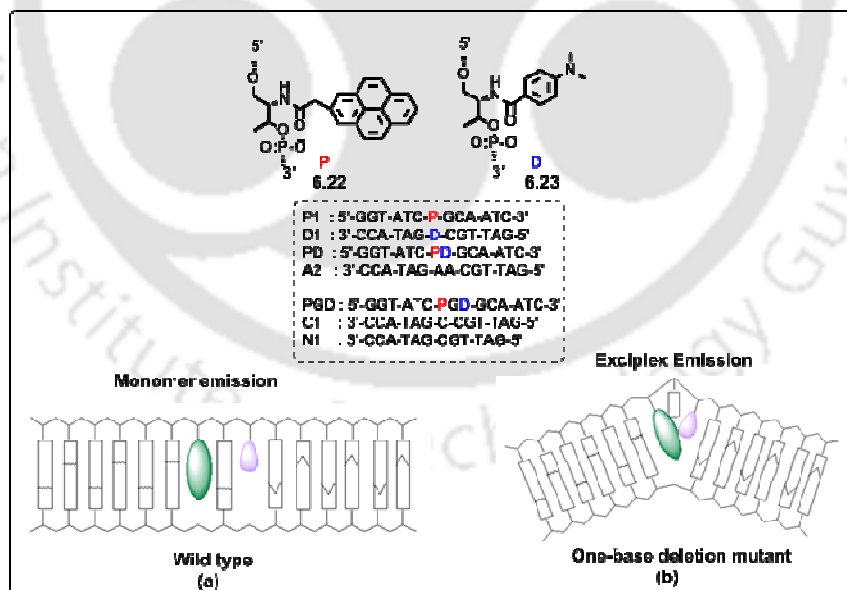 5' 5'
O O
H N H N N
O O
O O
O-P-O O-P-O
3' P 3' D
6.22 6.23
P1 : 5'-GGT-ATC-P-GCA-ATC-3'
D1 : 3'-CCA-TAG-D-CGT-TAG-5'
PD : 5'-GGT-ATC-PD-GCA-ATC-3'
A2 : 3'-CCA-TAG-AA-CGT-TAG-5'
PGD: 5'-GGT-ATC-PGD-GCA-ATC-3'
C1 : 3'-CCA-TAG-C-CGT-TAG-5'
N1 : 3'-CCA-TAG-CGT-TAG-5'
Monomer emission
Exciplex Emission
Wild type
(a)
One-base deletion mutant
(b)